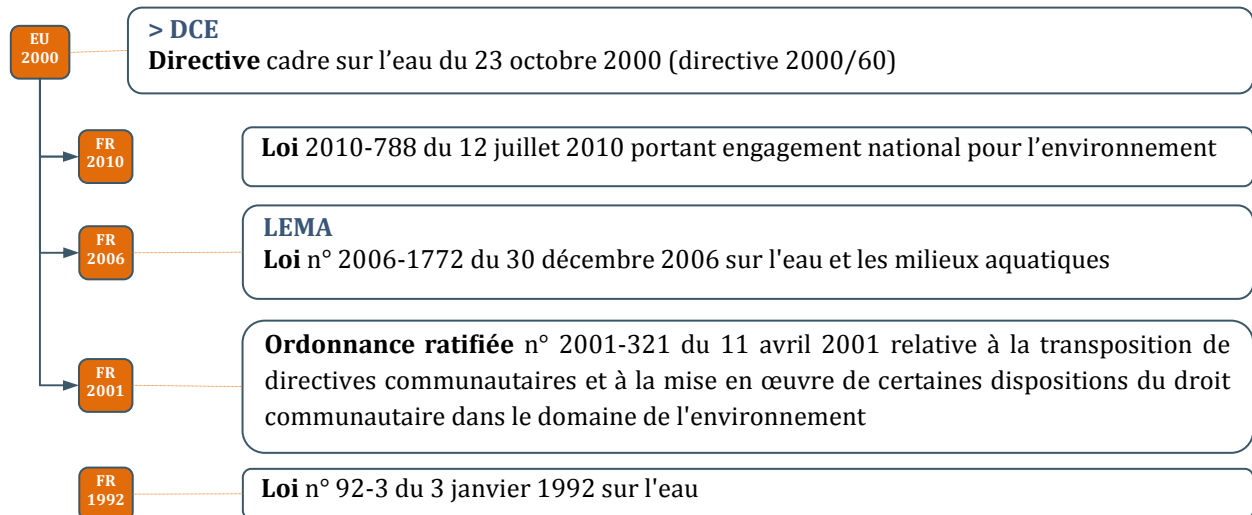 EU
2000
> DCE
Directive cadre sur l’eau du 23 octobre 2000 (directive 2000/60)
FR
2010
Loi 2010-788 du 12 juillet 2010 portant engagement national pour l’environnement
FR
2006
LEMA
Loi n° 2006-1772 du 30 décembre 2006 sur l'eau et les milieux aquatiques
FR
2001
Ordonnance ratifiée n° 2001-321 du 11 avril 2001 relative à la transposition de
directives communautaires et à la mise en œuvre de certaines dispositions du droit
communautaire dans le domaine de l'environnement
FR
1992
Loi n° 92-3 du 3 janvier 1992 sur l'eau